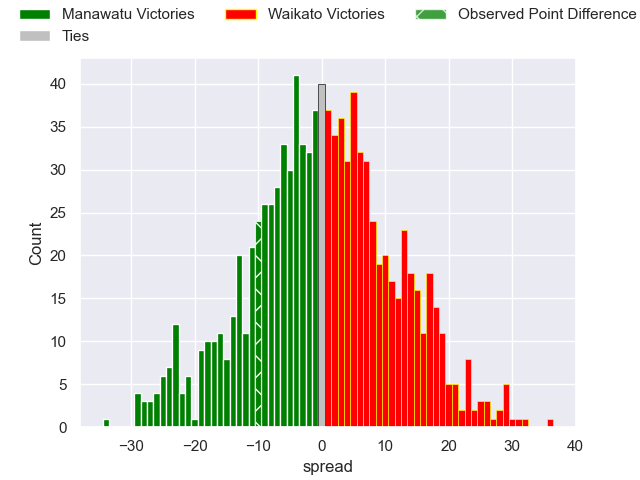 Manawatu Victories Waikato Victories Observed Point Difference
Ties
40
35
30
25
20
15
10
5
0
Count
−30 −20 −10 0 10 20 30 40
spread